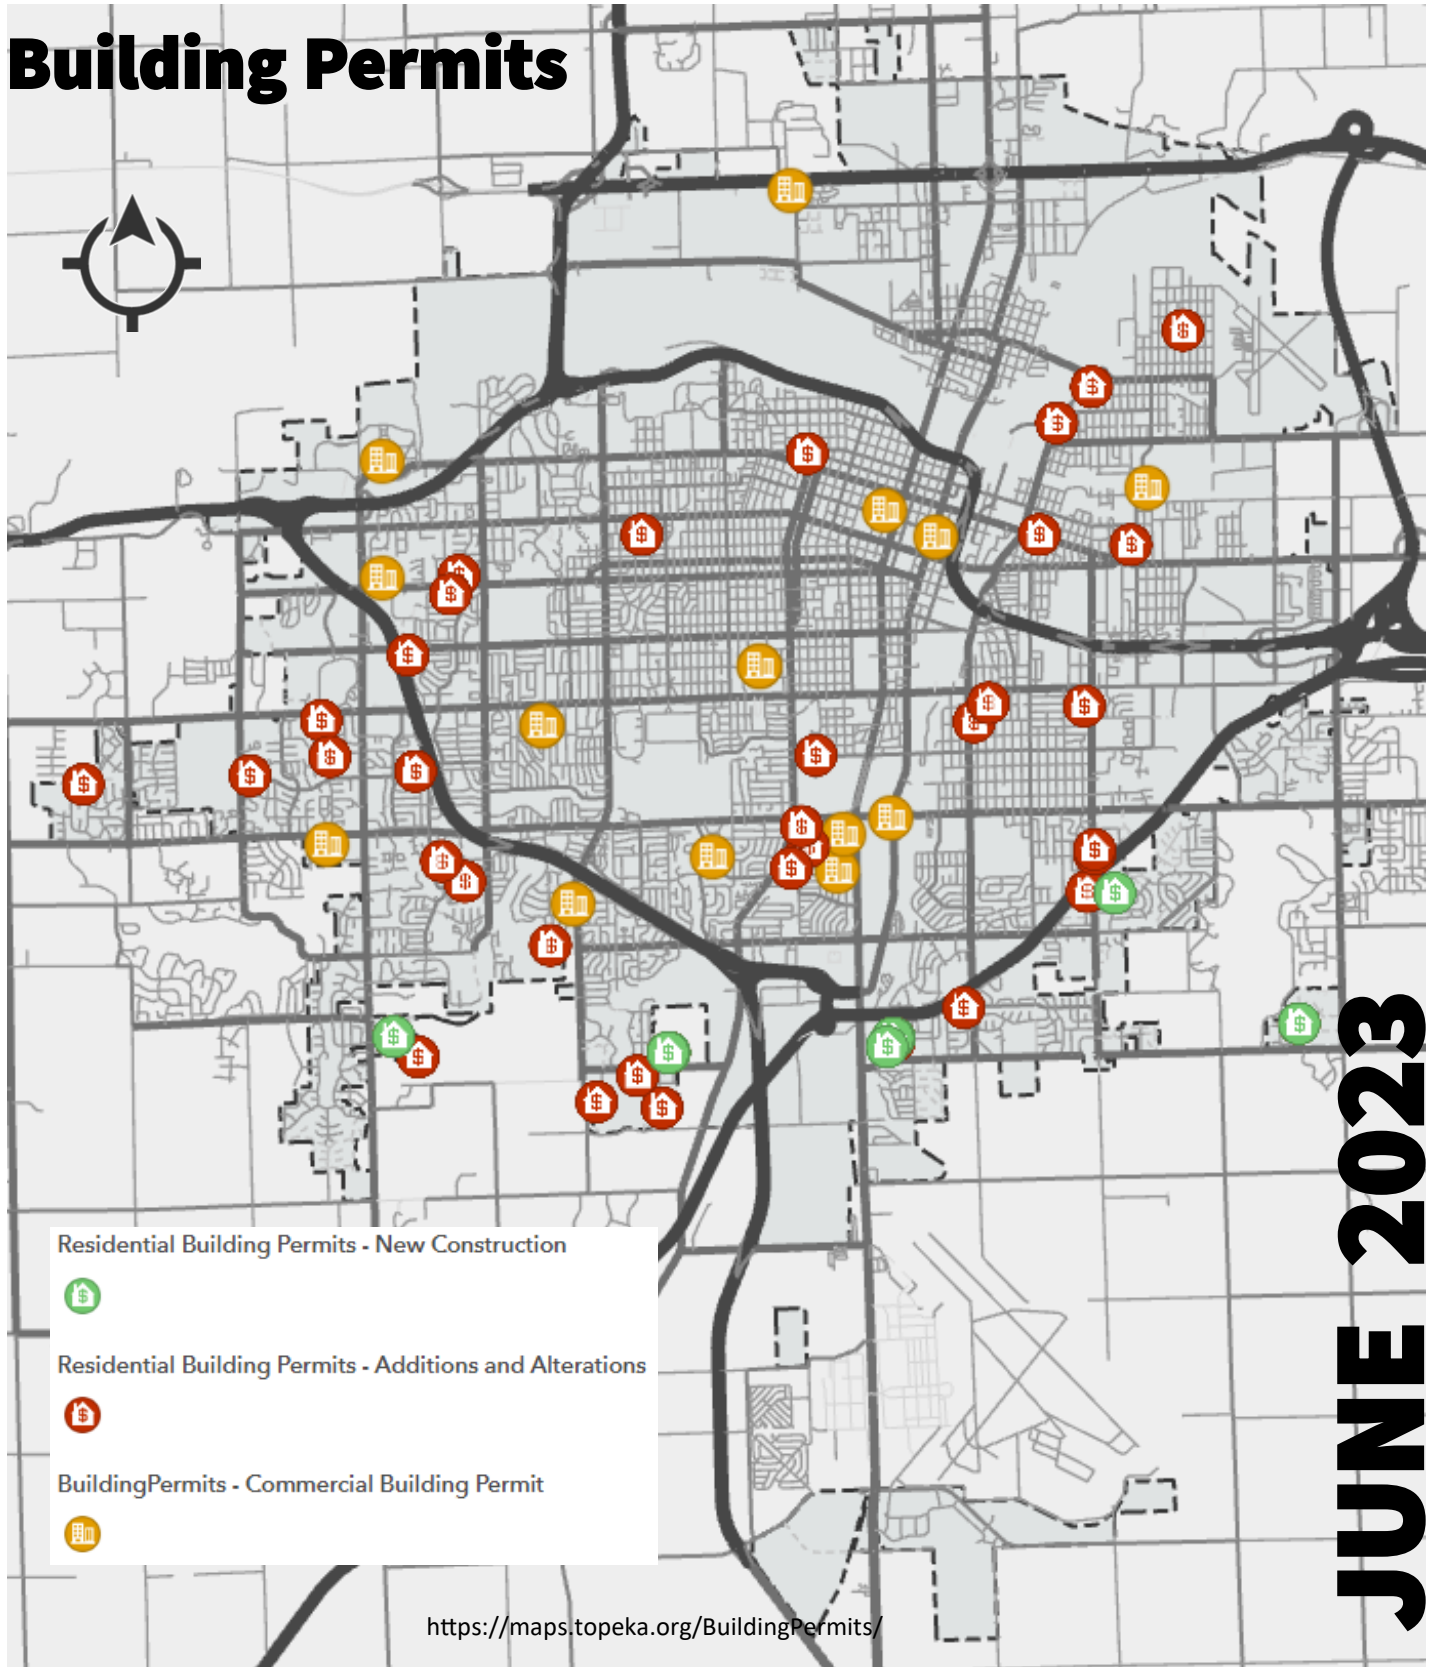 Building Permits
JUNE 2023
Residential Building Permits - New Construction
Residential Building Permits - Additions and Alterations
BuildingPermits - Commercial Building Permit
https://maps.topeka.org/BuildingPermits/